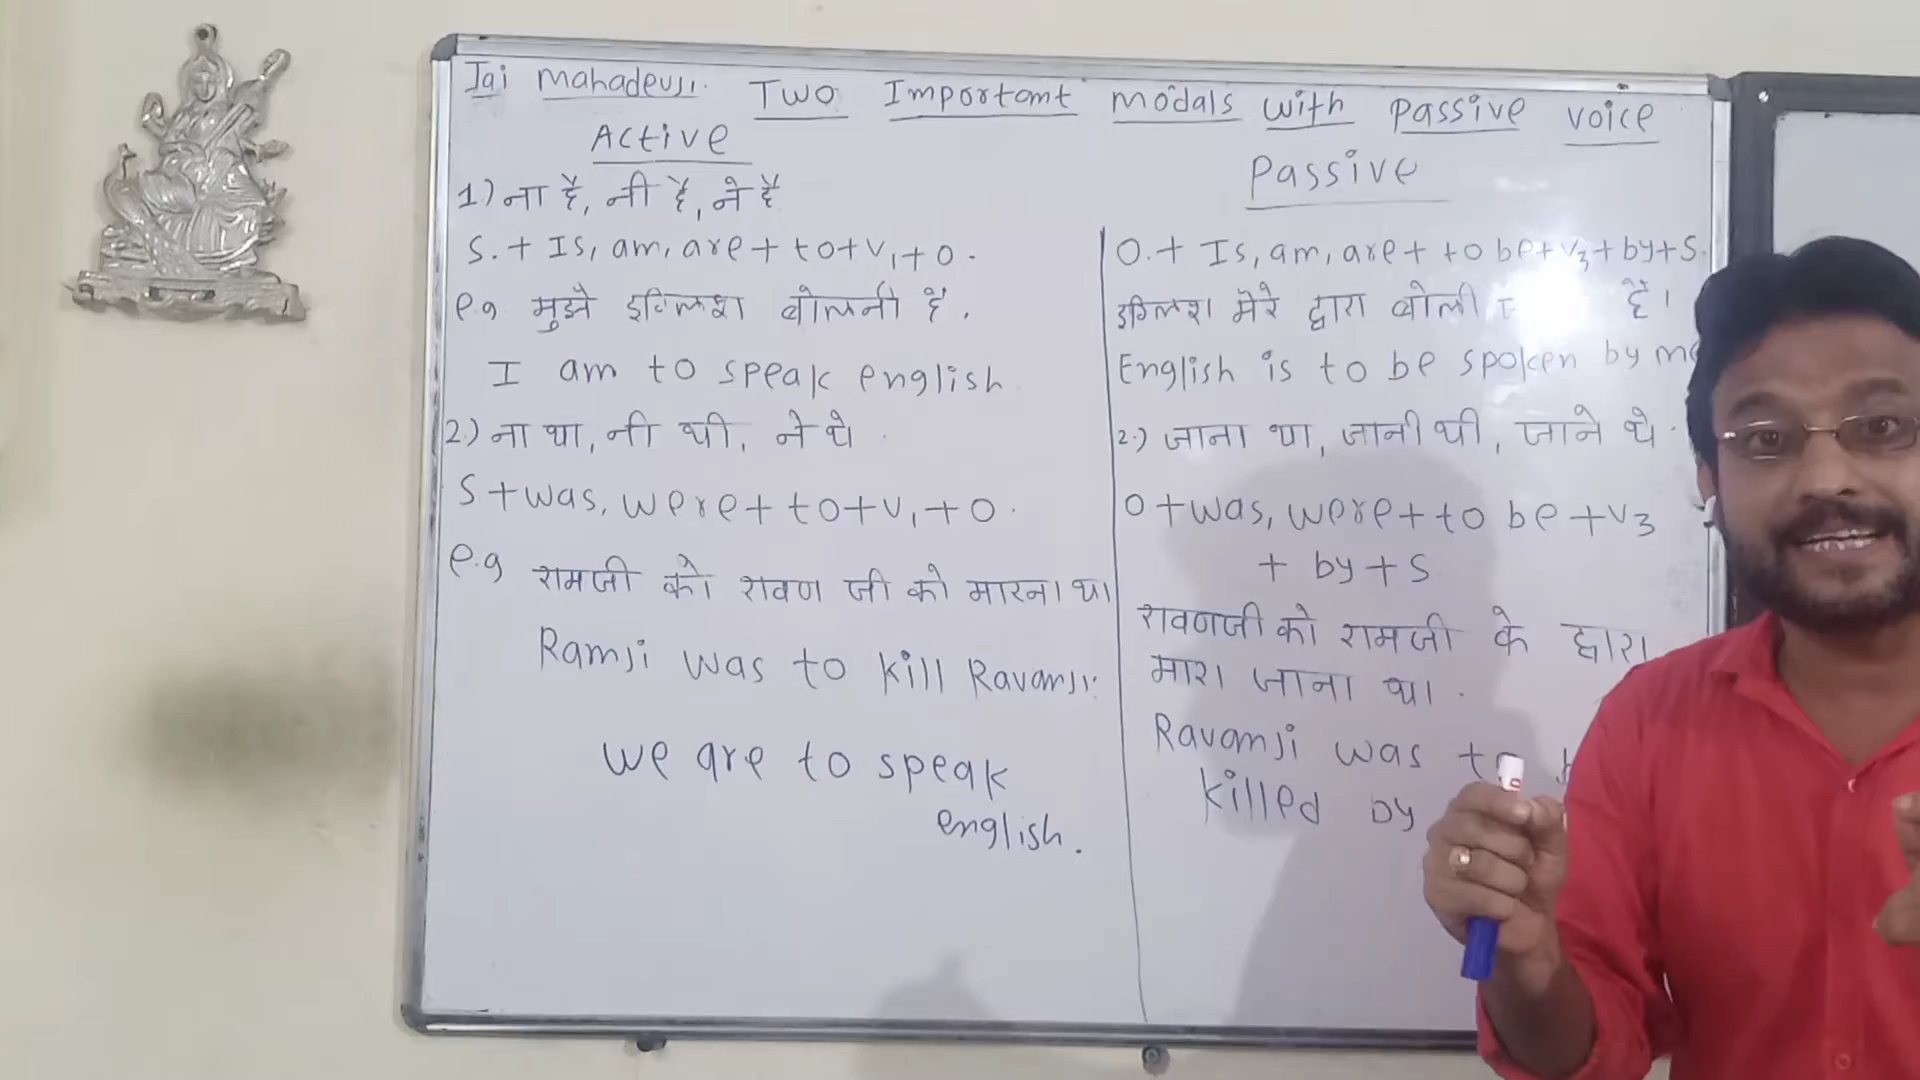 Jai Mahadevji. Two Important Modals with Passive voice
Active
1) ना है, नी है, ने है
S. + Is, am, are + to + V1 + O.
e.g मुझे इंग्लिश बोलनी है.
I am to speak english
2.) ना था, नी थी, ने थे
S + was, were + to + V1 + O.
e.g रामजी को रावण जी को मारना था।
Ramji was to kill Ravanji.
we are to speak
english.
Passive
O. + Is, am, are + to be + V3 + by + S.
इंग्लिश मेरे द्वारा बोली है।
English is to be spoken by
2.) जाना था, जानी थी, जाने थे.
O + was, were + to be + V3
+ by + S
रावणजी को रामजी के द्वारा
मारा जाना था.
Ravanji was to
killed by